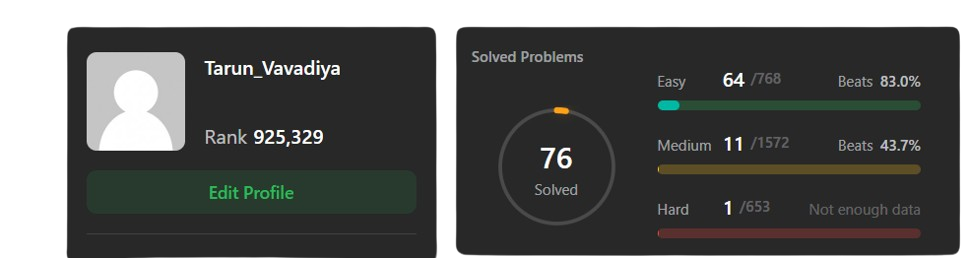 Tarun_Vavadiya
Rank 925,329
Edit Profile
Solved Problems
76
Solved
Easy 64 /768 Beats 83.0%
Medium 11 /1572 Beats 43.7%
Hard 1 /653 Not enough data